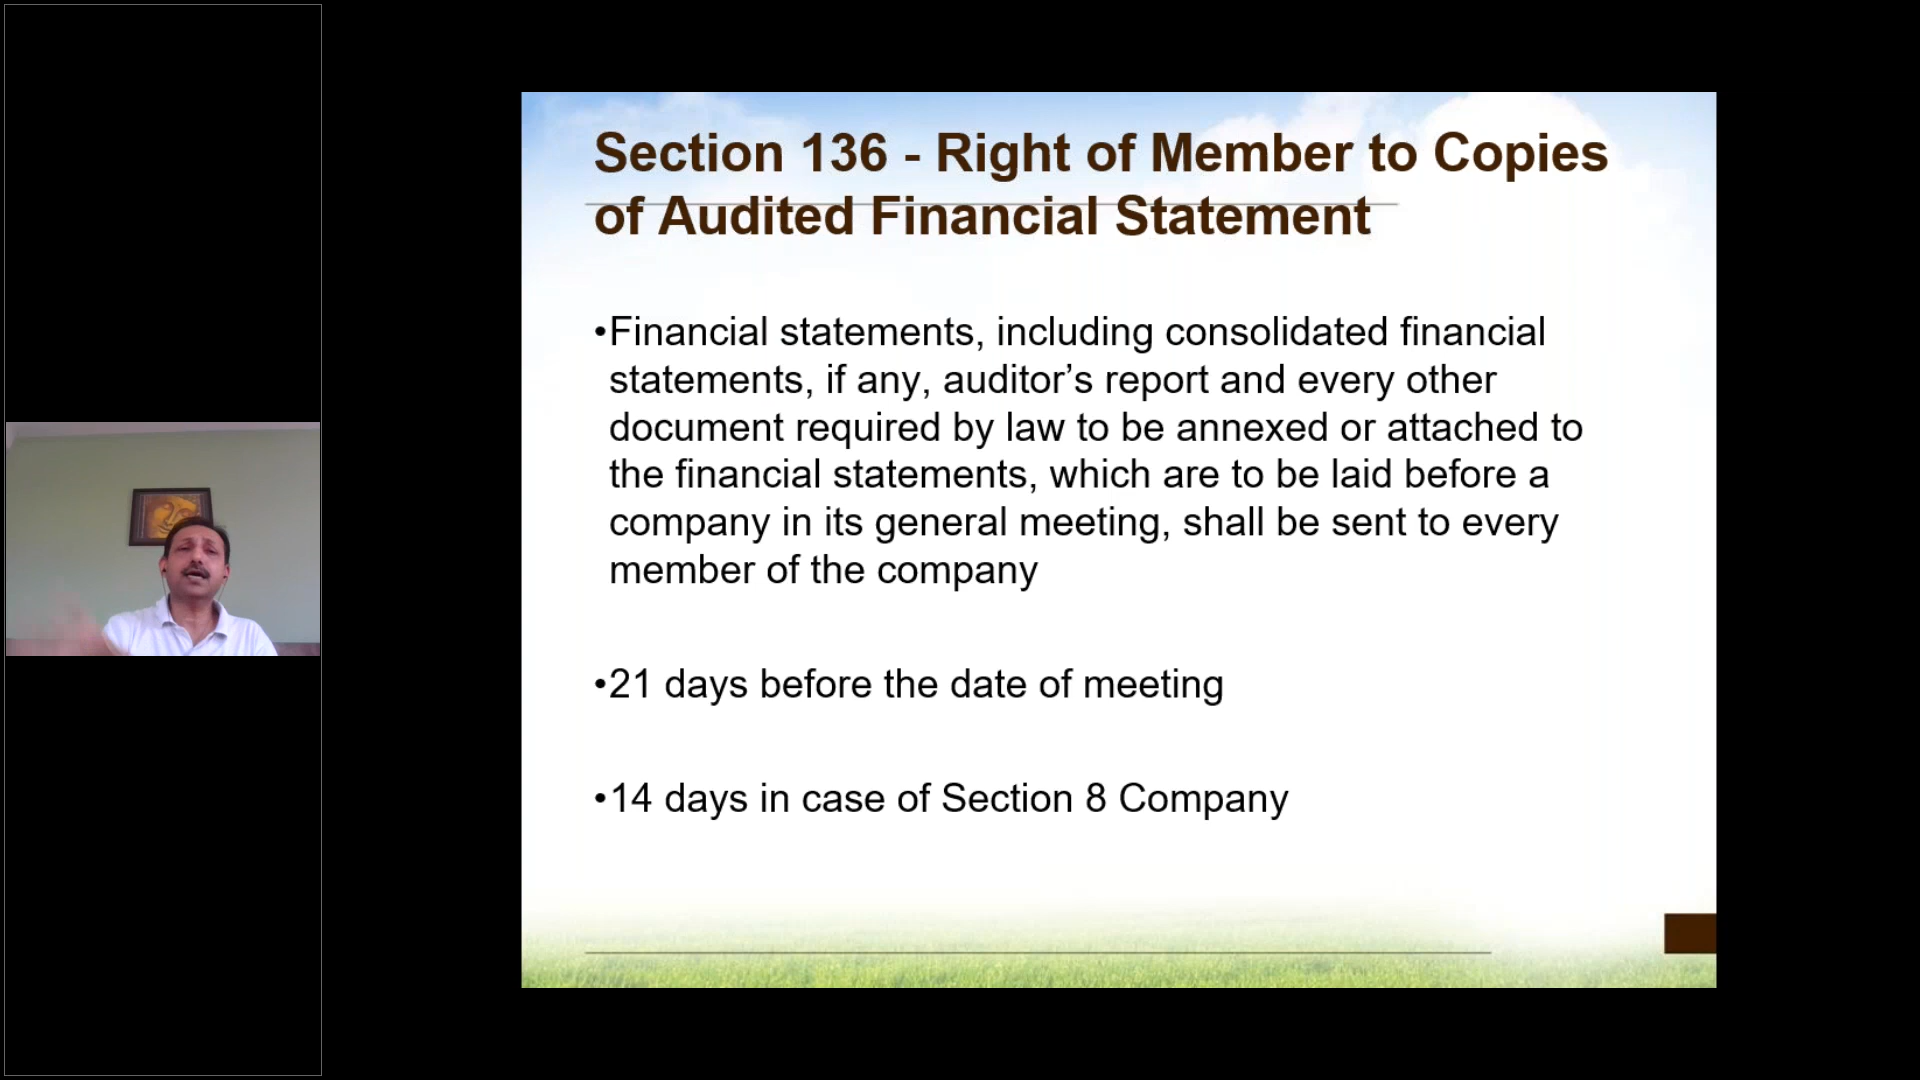 Section 136 - Right of Member to Copies
of Audited Financial Statement
•Financial statements, including consolidated financial
statements, if any, auditor’s report and every other
document required by law to be annexed or attached to
the financial statements, which are to be laid before a
company in its general meeting, shall be sent to every
member of the company
•21 days before the date of meeting
•14 days in case of Section 8 Company